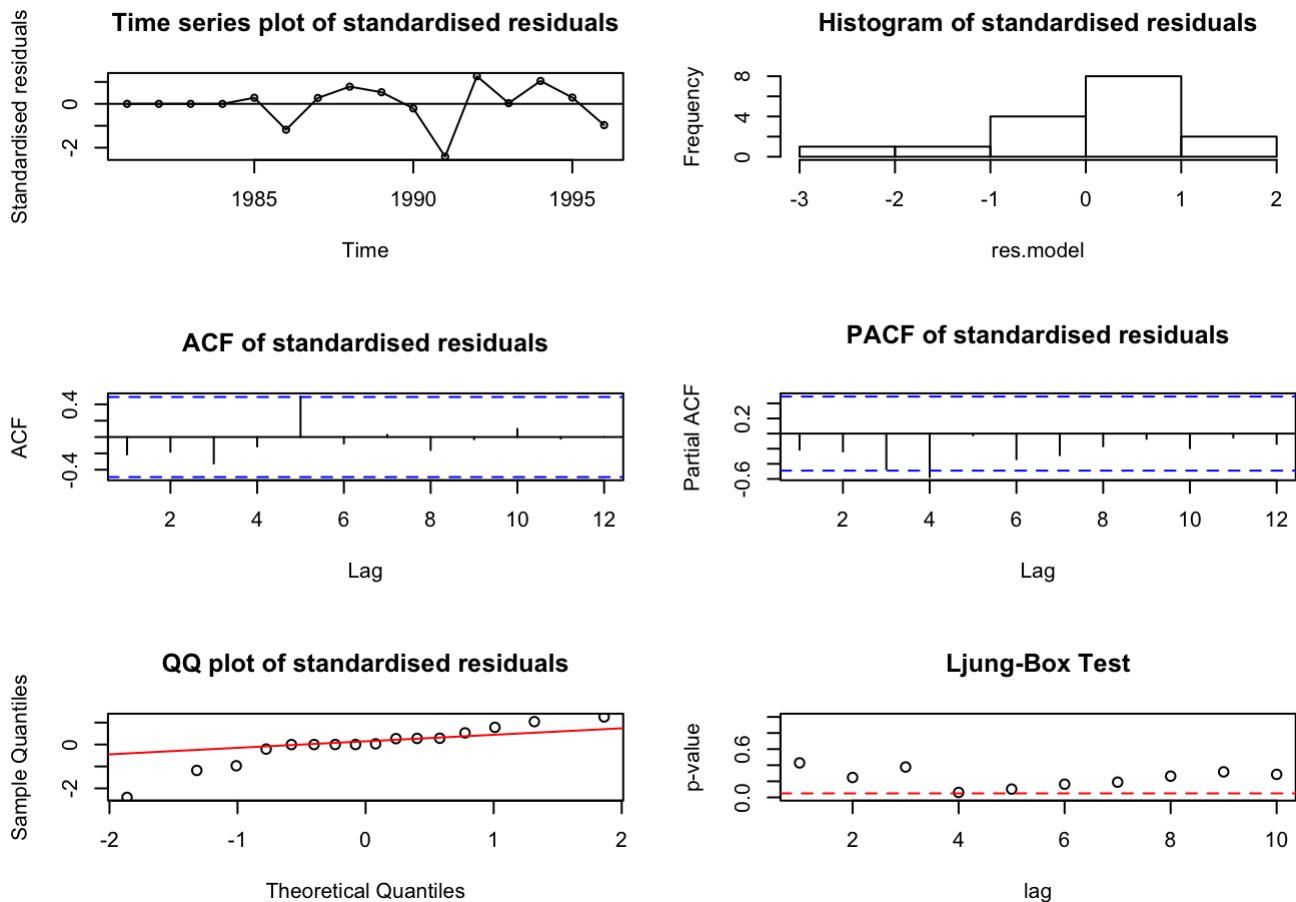 Time series plot of standardised residuals
Standardised residuals
0
-2
1985
1990
1995
Time
Histogram of standardised residuals
Frequency
8
4
0
-3
-2
-1
0
1
2
res.model
ACF of standardised residuals
ACF
0.4
-0.4
2
4
6
8
10
12
Lag
PACF of standardised residuals
Partial ACF
0.2
-0.6
2
4
6
8
10
12
Lag
QQ plot of standardised residuals
Sample Quantiles
0
-2
-2
-1
0
1
2
Theoretical Quantiles
Ljung-Box Test
p-value
0.6
0.0
2
4
6
8
10
lag